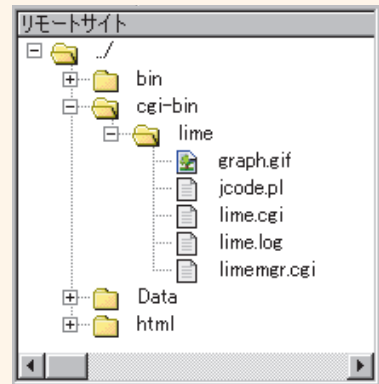 リモートサイト
../
bin
cgi-bin
lime
graph.gif
jcode.pl
lime.cgi
lime.log
limemgr.cgi
Data
html